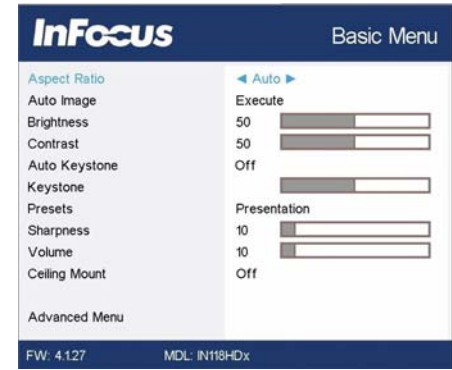 InFocus Basic Menu
Aspect Ratio ◄ Auto ►
Auto Image Execute
Brightness 50
Contrast 50
Auto Keystone Off
Keystone
Presets Presentation
Sharpness 10
Volume 10
Ceiling Mount Off
Advanced Menu
FW: 4.1.27 MDL: IN118HDx